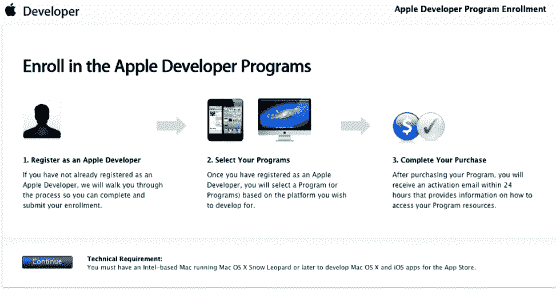 Developer
Apple Developer Program Enrollment
Enroll in the Apple Developer Programs
1. Register as an Apple Developer
If you have not already registered as an
Apple Developer, we will walk you through
the process so you can complete and
submit your enrollment.
2. Select Your Programs
Once you have registered as an Apple
Developer, you will select a Program (or
Programs) based on the platform you wish
to develop for.
3. Complete Your Purchase
After purchasing your Program, you will
receive an activation email within 24
hours that provides information on how to
access your Program resources.
Continue
Technical Requirement:
You must have an Intel-based Mac running Mac OS X Snow Leopard or later to develop Mac OS X and iOS apps for the App Store.